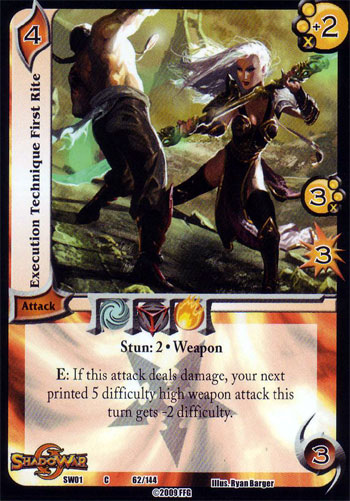 4
+2
Execution Technique First Rite
3
3
Attack
Stun: 2 • Weapon
E: If this attack deals damage, your next
printed 5 difficulty high weapon attack this
turn gets -2 difficulty.
SHADOWAR
SW01 C 62/144 Illus. Ryan Barger
©2009 FFG
3